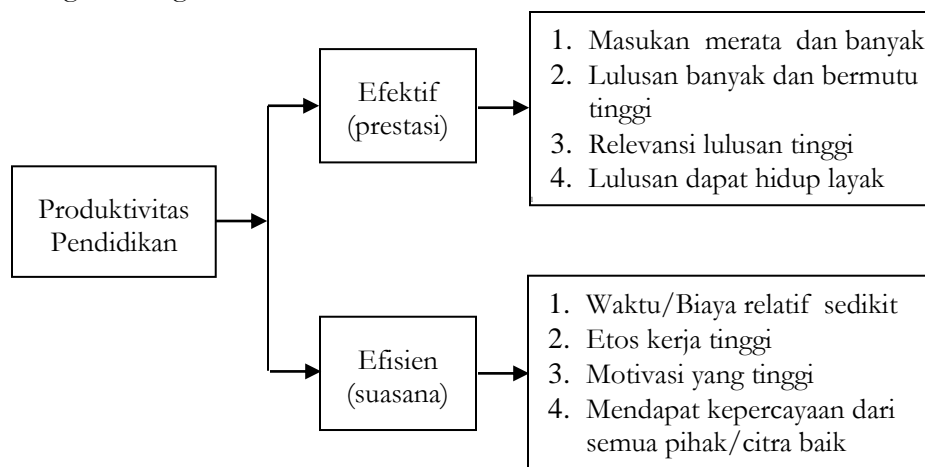 Produktivitas
Pendidikan
Efektif
(prestasi)
1. Masukan merata dan banyak
2. Lulusan banyak dan bermutu
tinggi
3. Relevansi lulusan tinggi
4. Lulusan dapat hidup layak
Efisien
(suasana)
1. Waktu/Biaya relatif sedikit
2. Etos kerja tinggi
3. Motivasi yang tinggi
4. Mendapat kepercayaan dari
semua pihak/citra baik